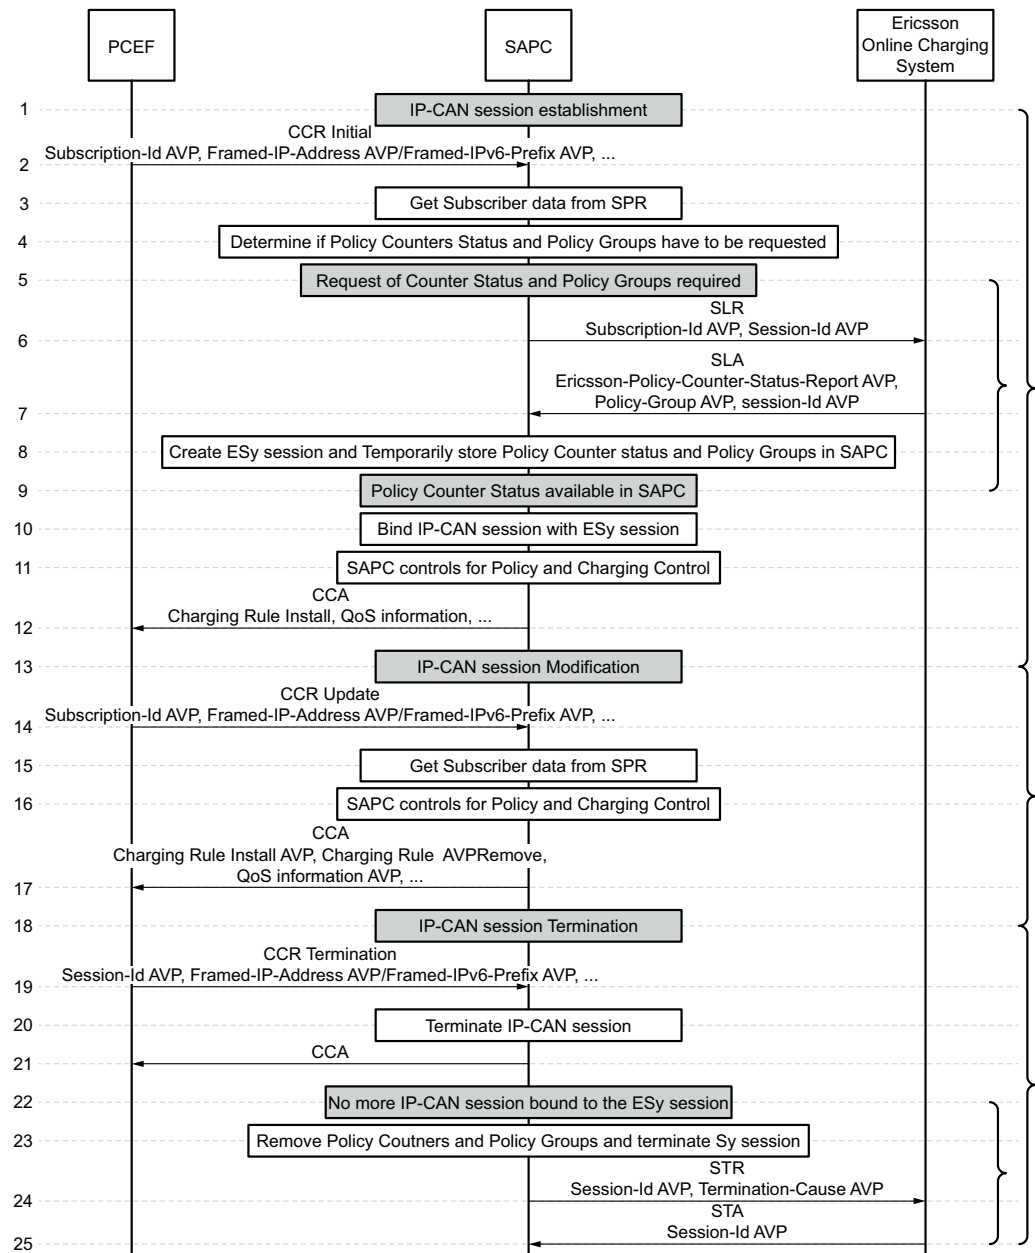 PCEF
SAPC
Ericsson
Online Charging
System
1
IP-CAN session establishment
CCR Initial
Subscription-Id AVP, Framed-IP-Address AVP/Framed-IPv6-Prefix AVP, ...
2
3
Get Subscriber data from SPR
4
Determine if Policy Counters Status and Policy Groups have to be requested
5
Request of Counter Status and Policy Groups required
SLR
Subscription-Id AVP, Session-Id AVP
6
SLA
Ericsson-Policy-Counter-Status-Report AVP,
Policy-Group AVP, session-Id AVP
7
8
Create ESy session and Temporarily store Policy Counter status and Policy Groups in SAPC
9
Policy Counter Status available in SAPC
10
Bind IP-CAN session with ESy session
11
SAPC controls for Policy and Charging Control
CCA
Charging Rule Install, QoS information, ...
12
13
IP-CAN session Modification
CCR Update
Subscription-Id AVP, Framed-IP-Address AVP/Framed-IPv6-Prefix AVP, ...
14
15
Get Subscriber data from SPR
16
SAPC controls for Policy and Charging Control
CCA
Charging Rule Install AVP, Charging Rule AVPRemove,
QoS information AVP, ...
17
18
IP-CAN session Termination
CCR Termination
Session-Id AVP, Framed-IP-Address AVP/Framed-IPv6-Prefix AVP, ...
19
20
Terminate IP-CAN session
CCA
21
22
No more IP-CAN session bound to the ESy session
23
Remove Policy Coutners and Policy Groups and terminate Sy session
STR
Session-Id AVP, Termination-Cause AVP
24
STA
Session-Id AVP
25